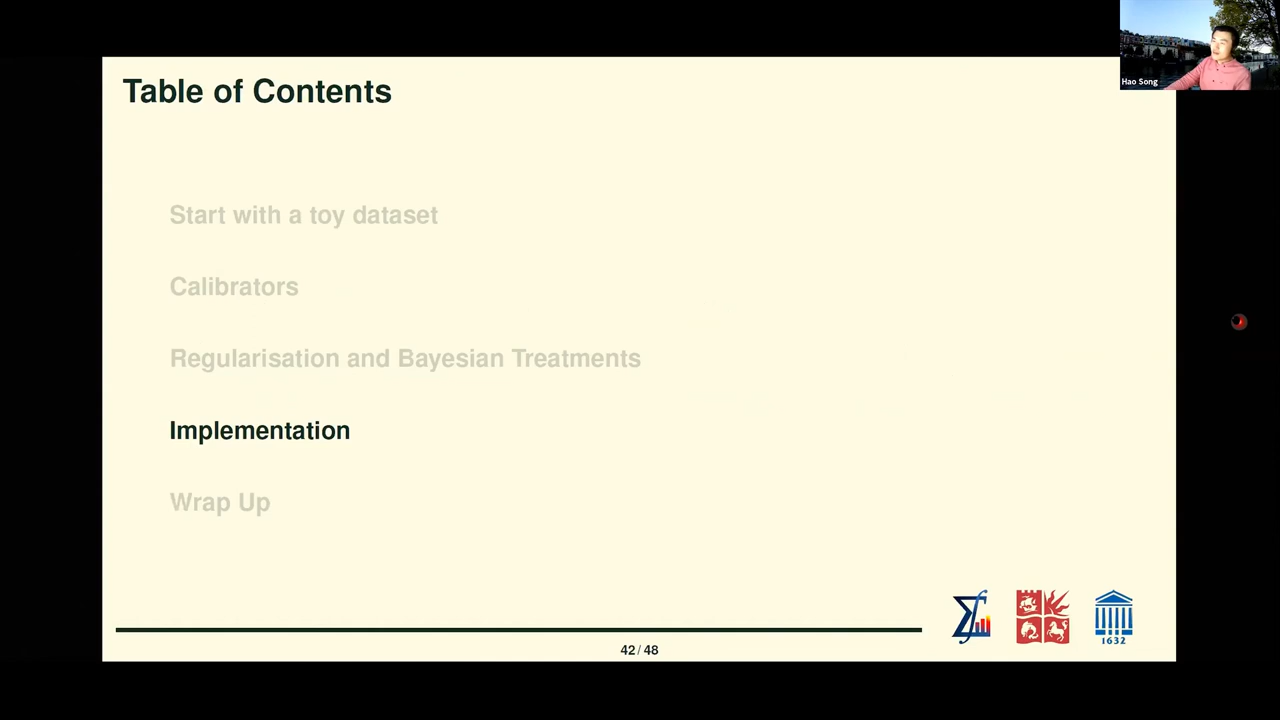 Hao Song
Table of Contents
Start with a toy dataset
Calibrators
Regularisation and Bayesian Treatments
Implementation
Wrap Up
1632
42/48